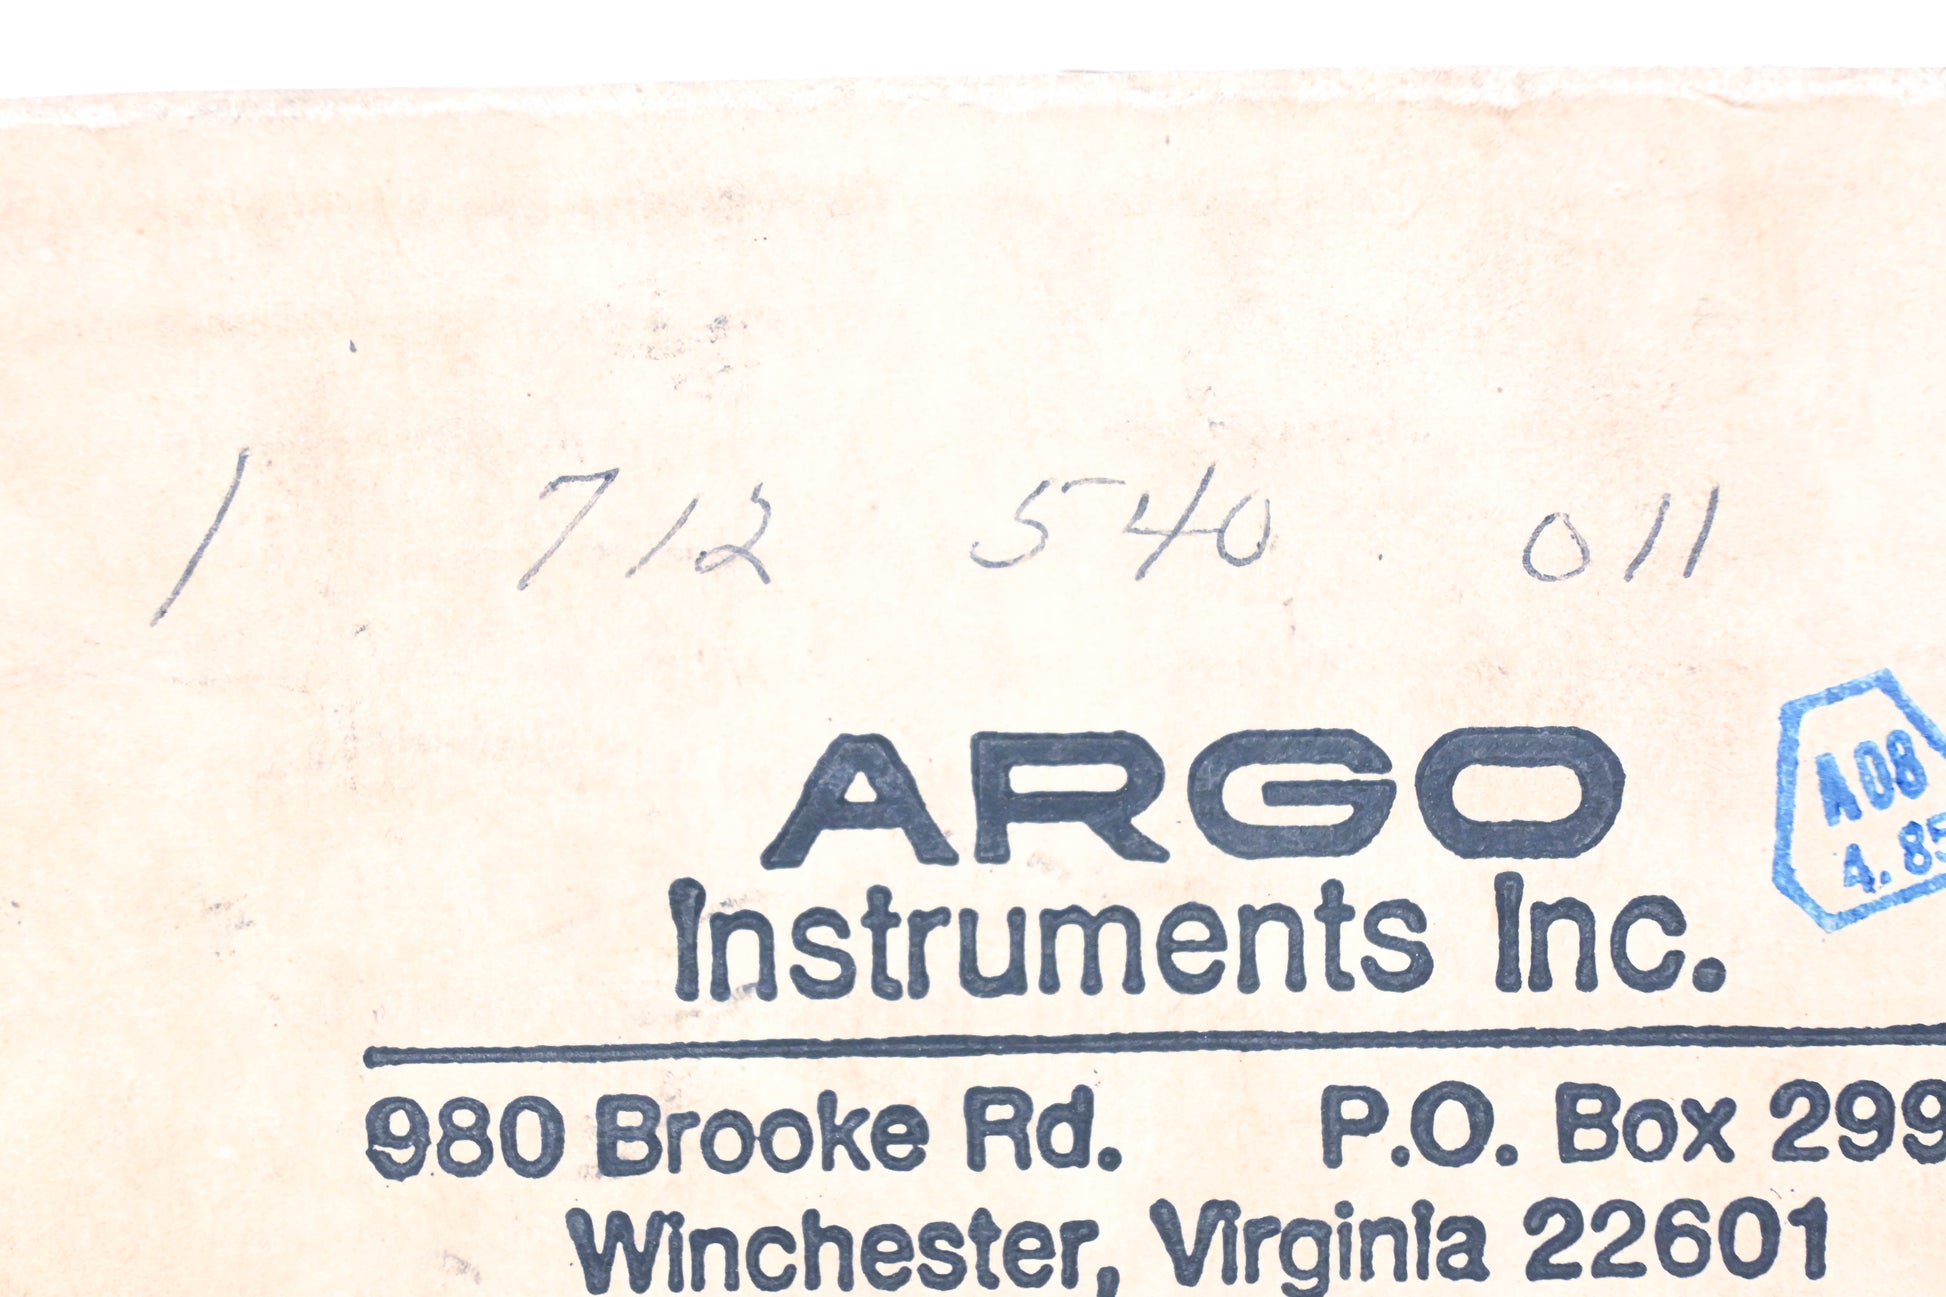 1 712 540 . 011
ARGO
Instruments Inc.
A08
4.85
980 Brooke Rd. P.O. Box 299
Winchester, Virginia 22601